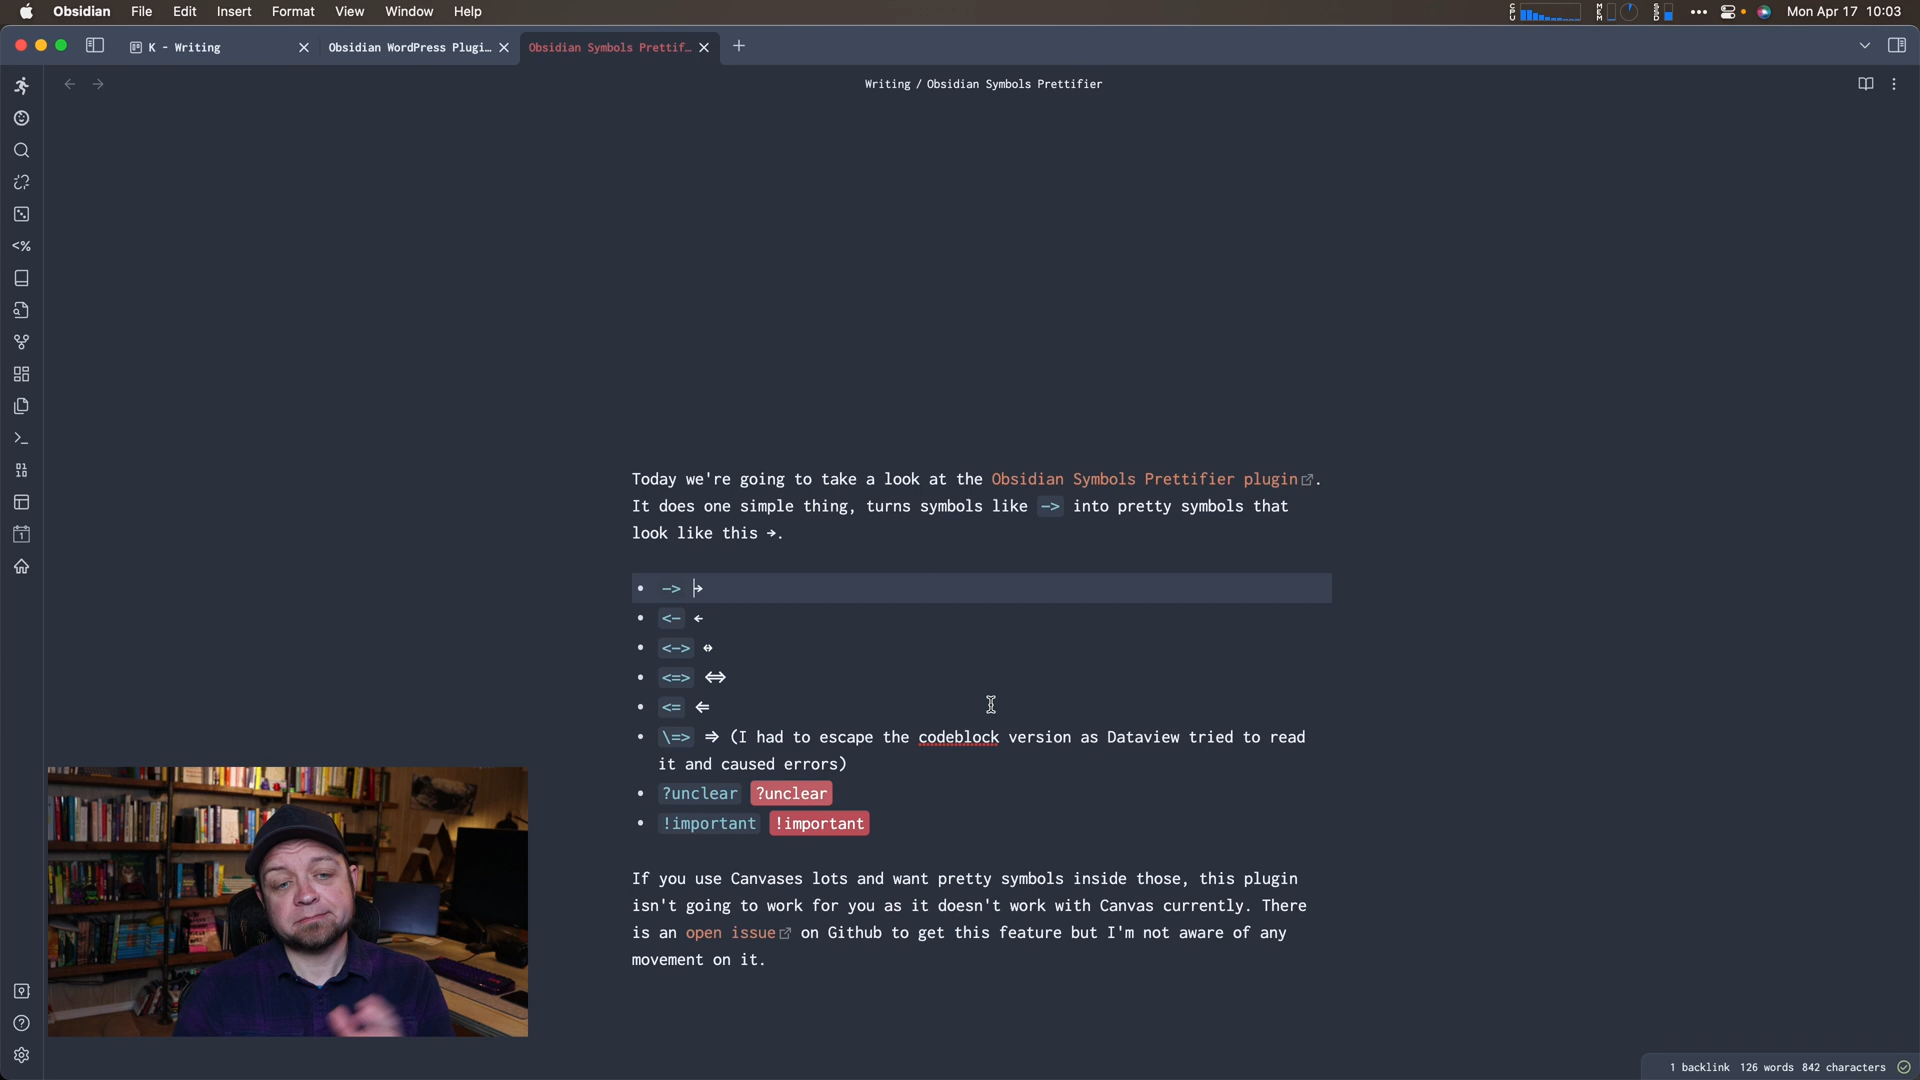 Obsidian File Edit Insert Format View Window Help
CPU MEM SSD Mon Apr 17 10:03
K - Writing Obsidian WordPress Plugi… Obsidian Symbols Prettif…
Writing / Obsidian Symbols Prettifier
Today we're going to take a look at the Obsidian Symbols Prettifier plugin.
It does one simple thing, turns symbols like -> into pretty symbols that
look like this →.
• -> →
• <- ←
• <-> ↔
• <=> ⇔
• <= ⇐
• \=> ⇒ (I had to escape the codeblock version as Dataview tried to read
it and caused errors)
• ?unclear ?unclear
• !important !important
If you use Canvases lots and want pretty symbols inside those, this plugin
isn't going to work for you as it doesn't work with Canvas currently. There
is an open issue on Github to get this feature but I'm not aware of any
movement on it.
1 backlink 126 words 842 characters